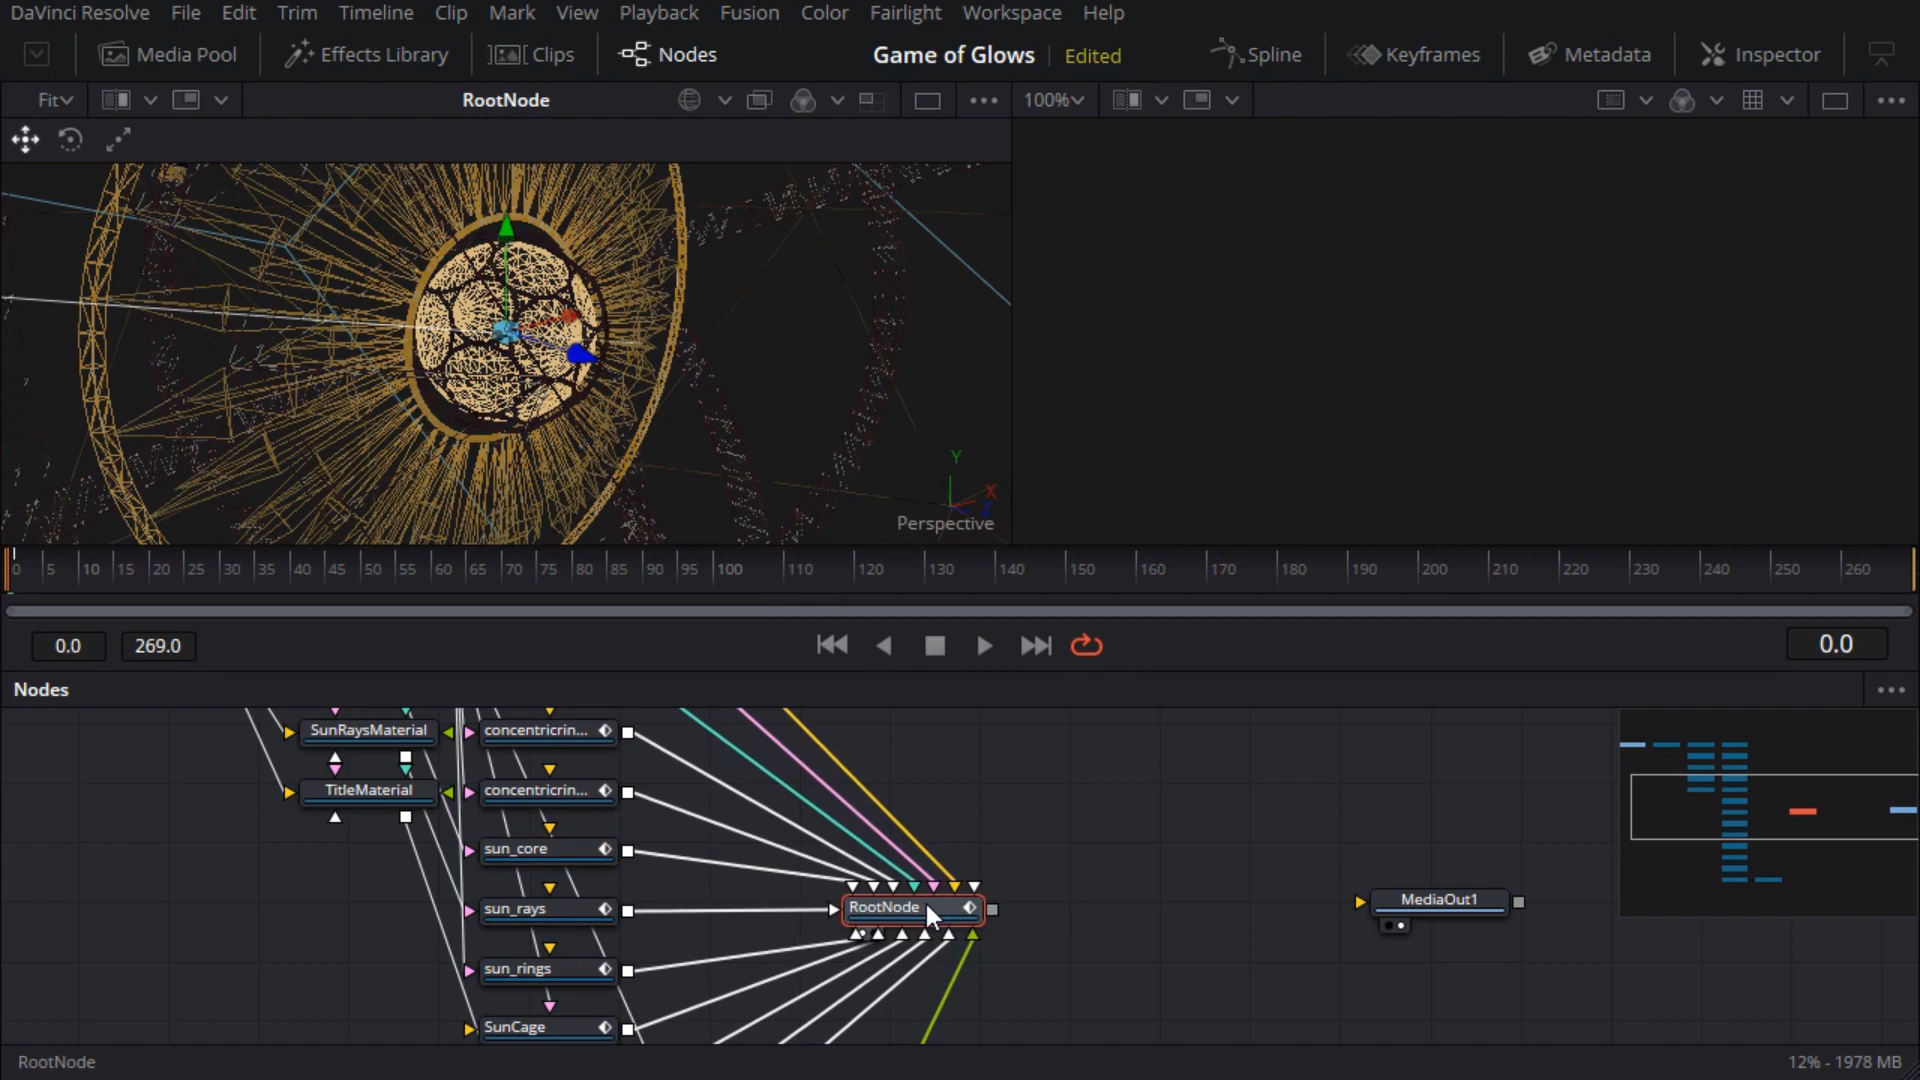 DaVinci Resolve File Edit Trim Timeline Clip Mark View Playback Fusion Color Fairlight Workspace Help
Media Pool Effects Library Clips Nodes Game of Glows Edited Spline Keyframes Metadata Inspector
Fit RootNode 100%
Y
X
Z
Perspective
0 5 10 15 20 25 30 35 40 45 50 55 60 65 70 75 80 85 90 95 100 110 120 130 140 150 160 170 180 190 200 210 220 230 240 250 260
0.0 269.0 0.0
Nodes
SunRaysMaterial concentricrin...
TitleMaterial concentricrin...
sun_core
sun_rays RootNode MediaOut1
sun_rings
SunCage
RootNode 12% - 1978 MB